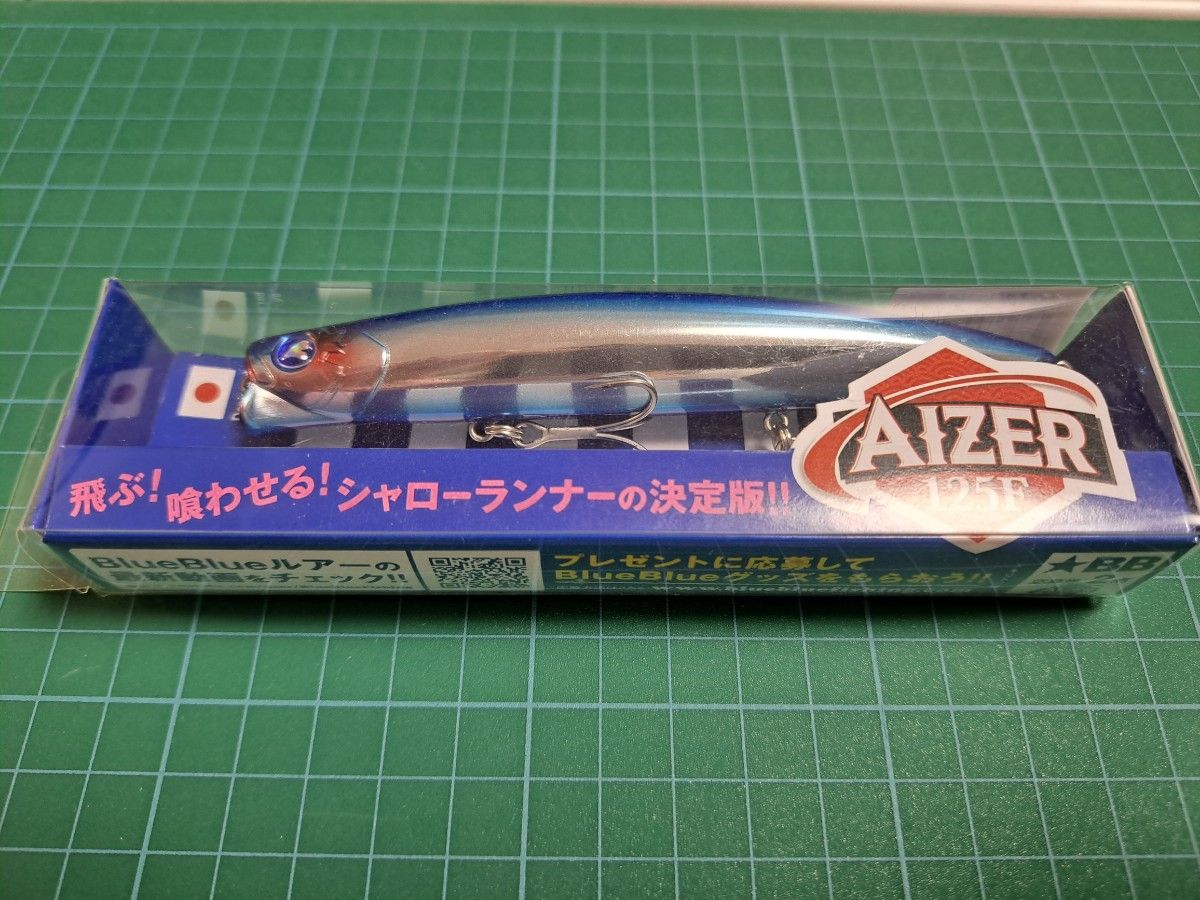 飛ぶ！喰わせる！シャローランナーの決定版!!
AIZER
125F
BlueBlueルアーの
最新動画をチェック!!
プレゼントに応募して
BlueBlueグッズをもらおう!!
★BB